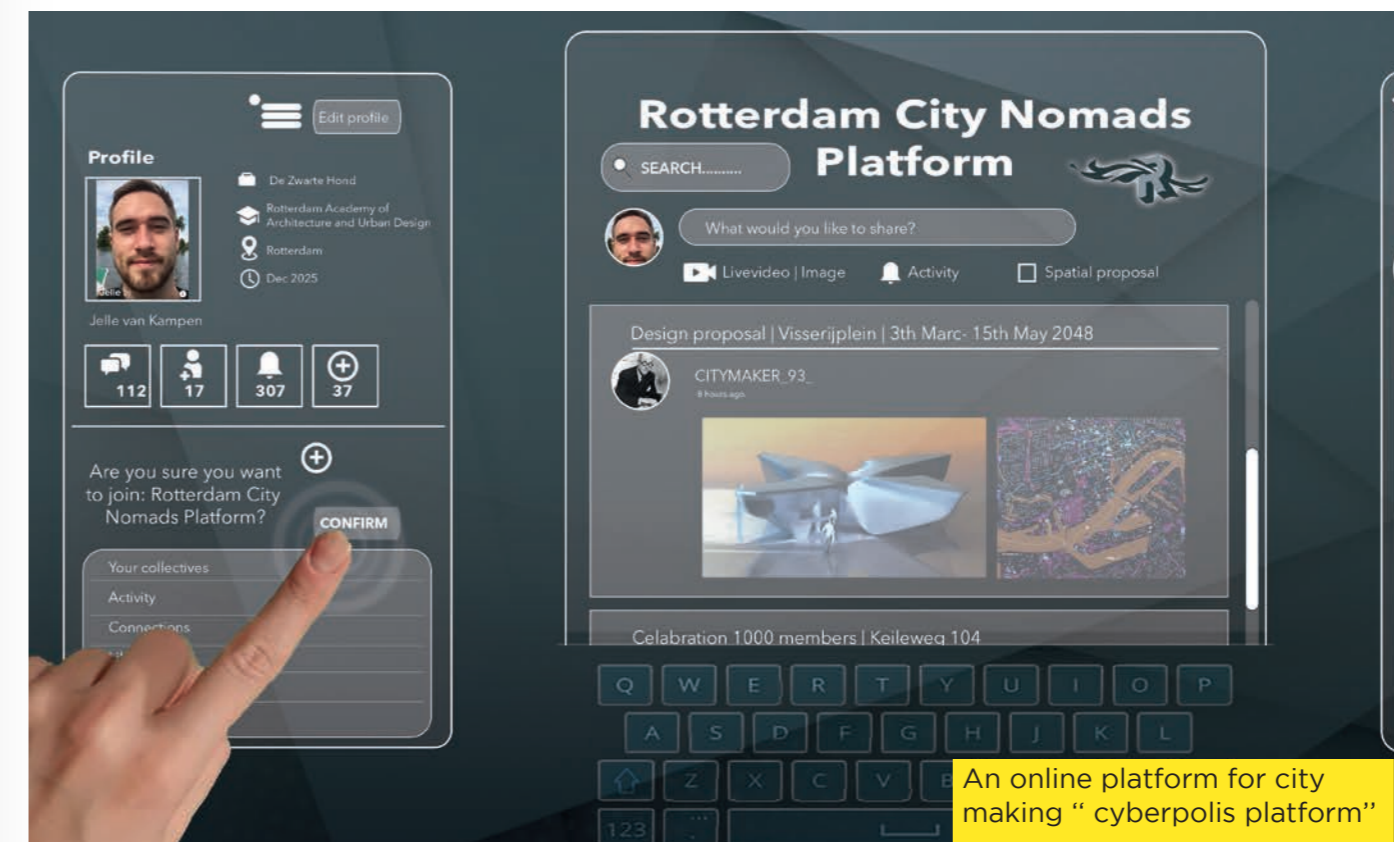 Edit profile
Profile
De Zwarte Hond
Rotterdam Academy of
Architecture and Urban Design
Rotterdam
Dec 2025
Jelle van Kampen
112
17
307
37
Are you sure you want
to join: Rotterdam City
Nomads Platform?
CONFIRM
Your collectives
Activity
Connections
Rotterdam City Nomads
Platform
SEARCH..........
What would you like to share?
Livevideo | Image
Activity
Spatial proposal
Design proposal | Visserijplein | 3th Marc- 15th May 2048
CITYMAKER_93_
8 hours ago
Celabration 1000 members | Keileweg 104
Q W E R T Y U I O P
A S D F G H J K L
Z X C V B
123
An online platform for city
making “ cyberpolis platform”